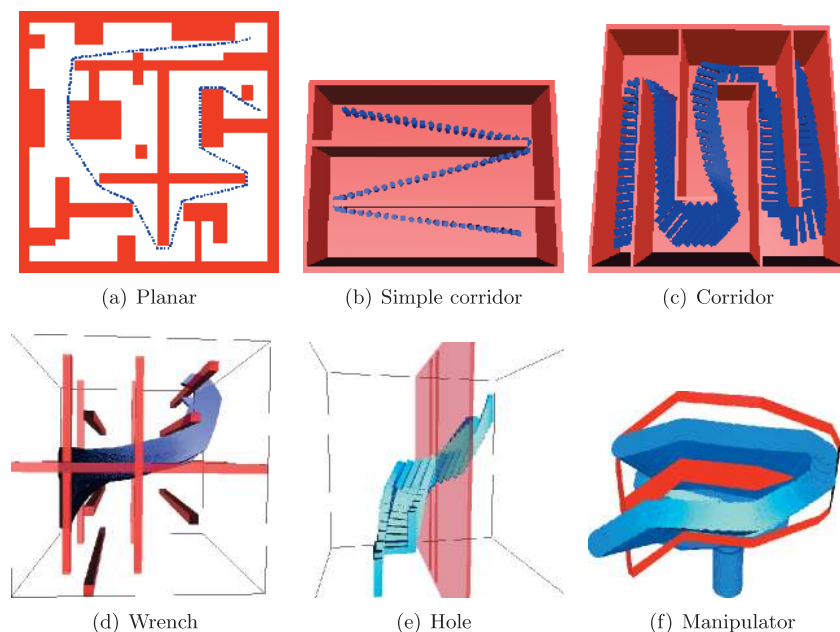 (a) Planar
(b) Simple corridor
(c) Corridor
(d) Wrench
(e) Hole
(f) Manipulator